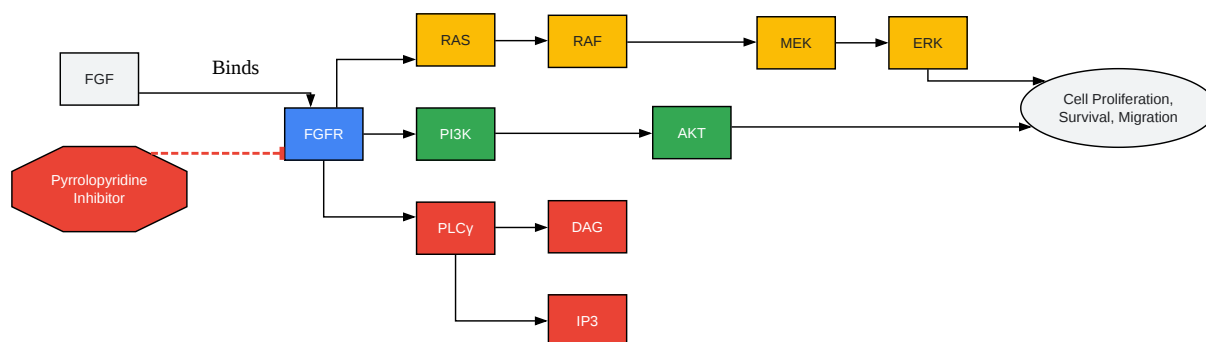 RAS
RAF
MEK
ERK
Binds
FGF
Cell Proliferation,
Survival, Migration
FGFR
PI3K
AKT
Pyrrolopyridine
Inhibitor
PLCγ
DAG
IP3